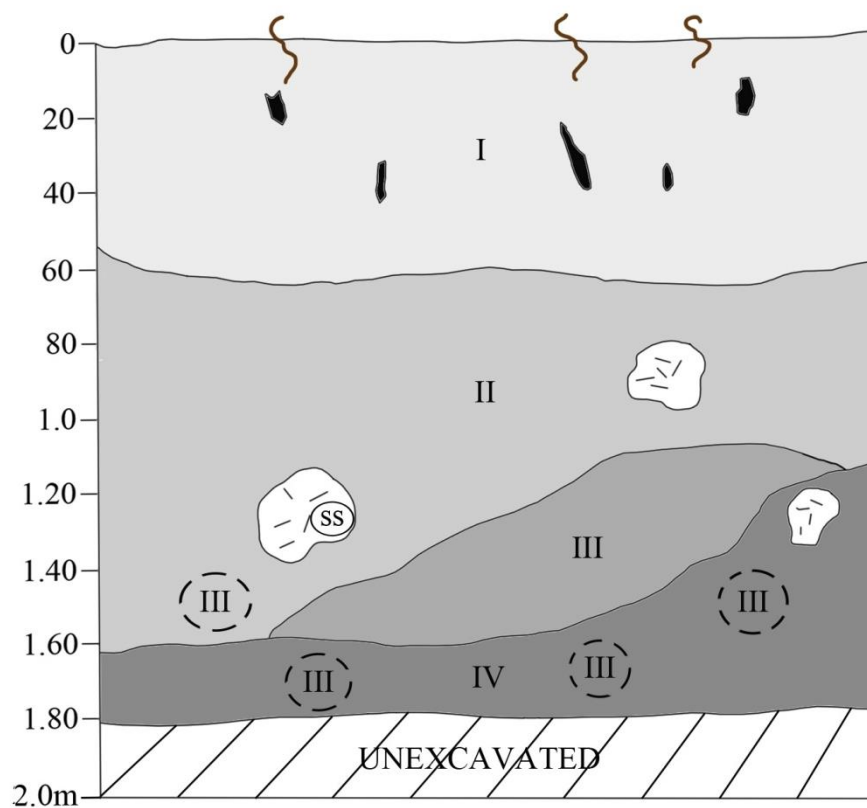 0
20
I
40
60
80
II
1.0
1.20
SS
III
1.40
III
III
1.60
III
IV
III
1.80
UNEXCAVATED
2.0m